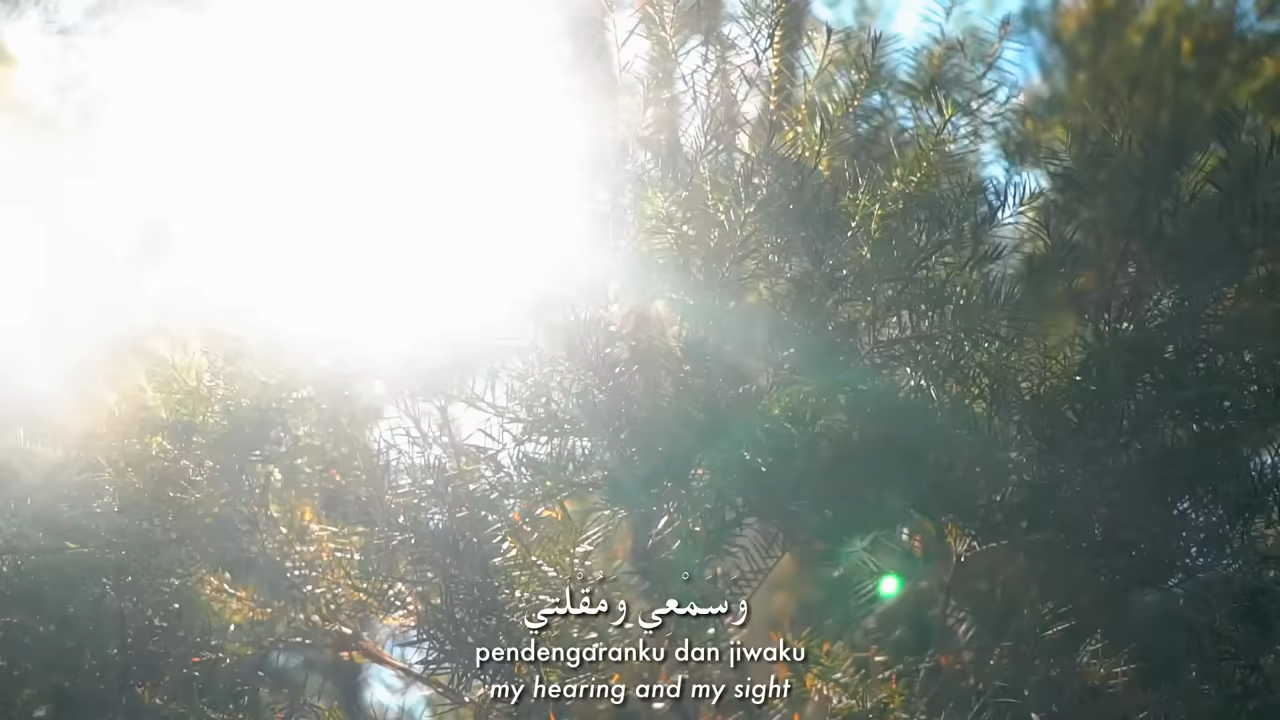 وَسَمْعِي وَمُقْلَتِي
pendengaranku dan jiwaku
my hearing and my sight